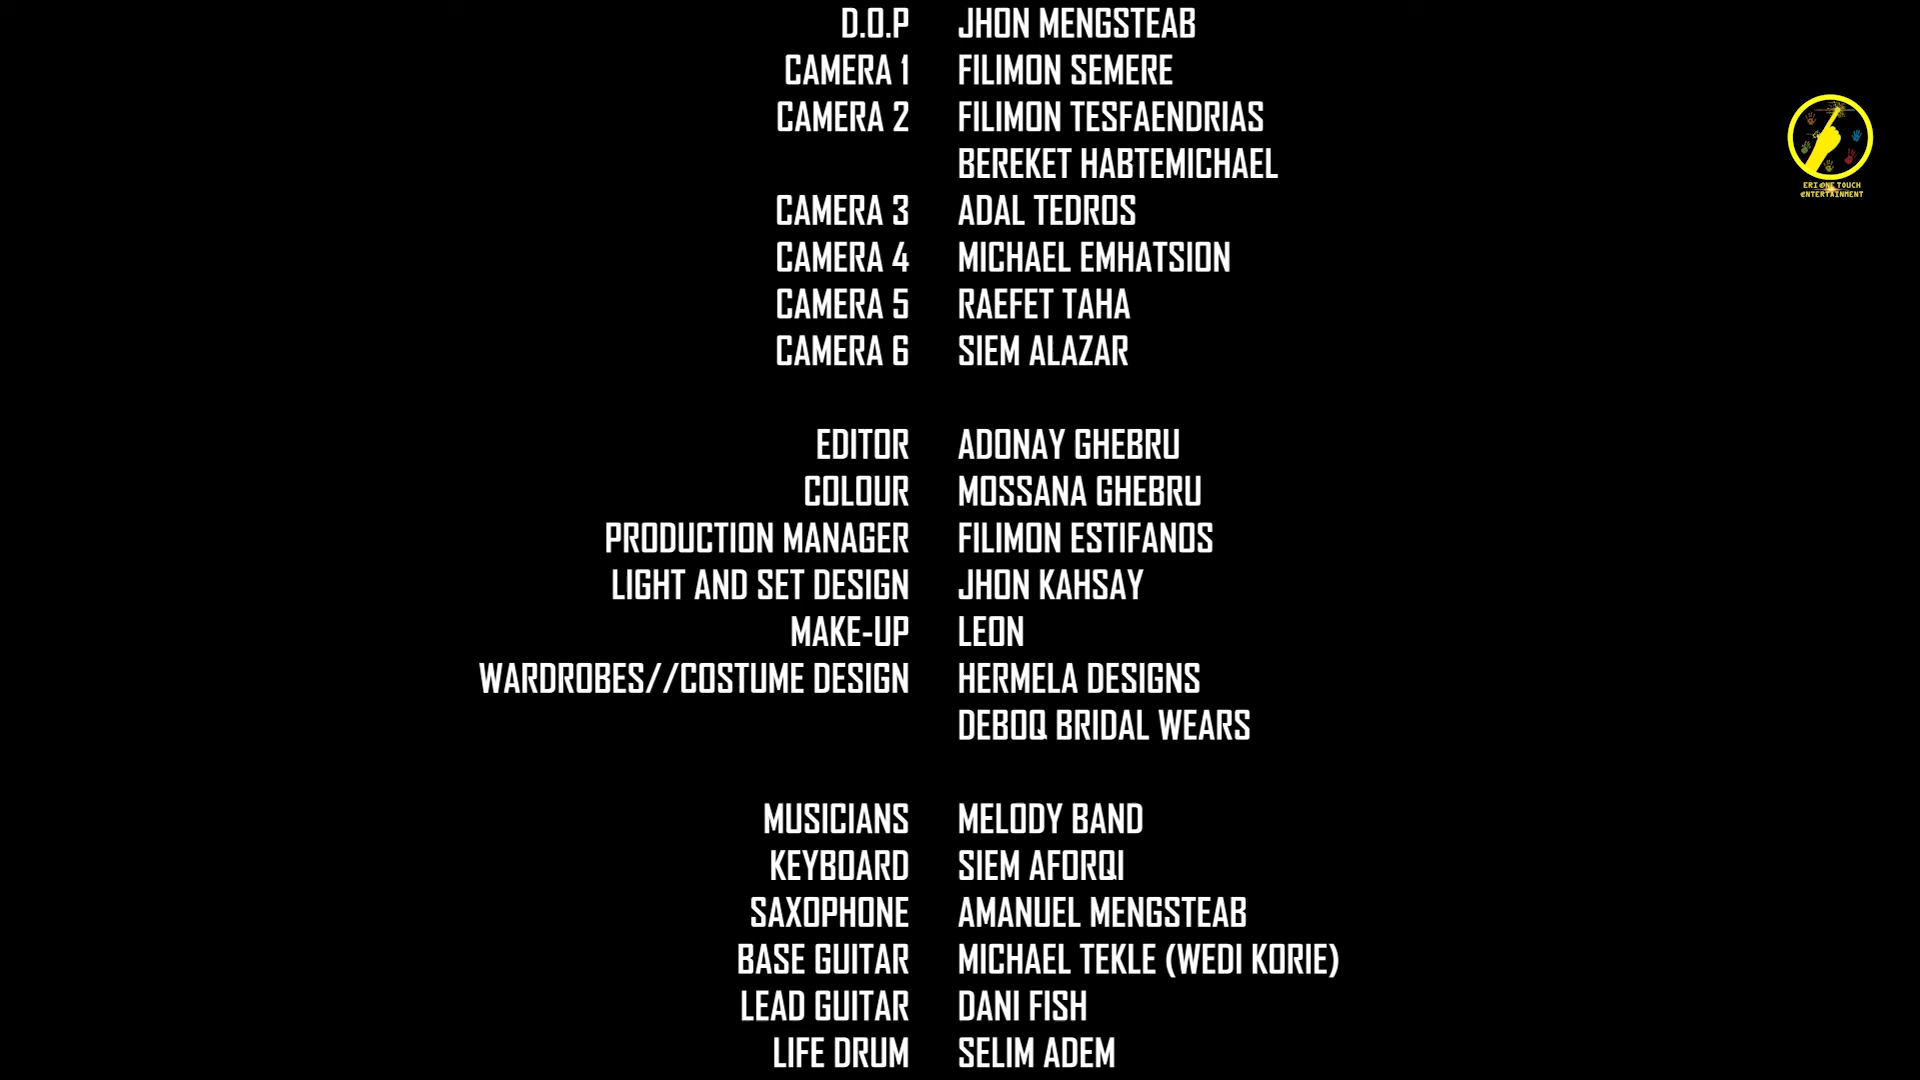 D.O.P JHON MENGSTEAB
CAMERA 1 FILIMON SEMERE
CAMERA 2 FILIMON TESFAENDRIAS
BEREKET HABTEMICHAEL
CAMERA 3 ADAL TEDROS
CAMERA 4 MICHAEL EMHATSION
CAMERA 5 RAEFET TAHA
CAMERA 6 SIEM ALAZAR
EDITOR ADONAY GHEBRU
COLOUR MOSSANA GHEBRU
PRODUCTION MANAGER FILIMON ESTIFANOS
LIGHT AND SET DESIGN JHON KAHSAY
MAKE-UP LEON
WARDROBES//COSTUME DESIGN HERMELA DESIGNS
DEBOQ BRIDAL WEARS
MUSICIANS MELODY BAND
KEYBOARD SIEM AFORQI
SAXOPHONE AMANUEL MENGSTEAB
BASE GUITAR MICHAEL TEKLE (WEDI KORIE)
LEAD GUITAR DANI FISH
LIFE DRUM SELIM ADEM
ERI ONE TOUCH
ENTERTAINMENT